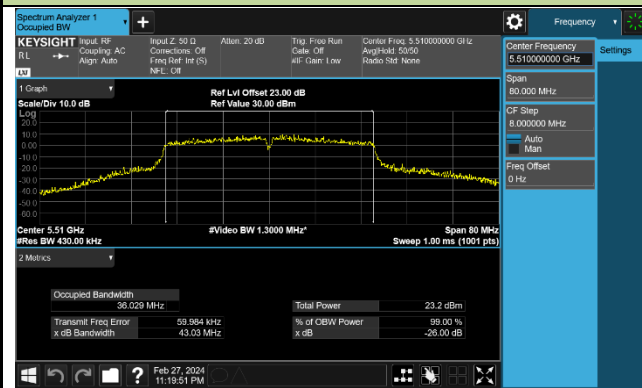 Spectrum Analyzer 1
Occupied BW
Frequency
KEYSIGHT
RL
LXI
Input: RF
Coupling: AC
Align: Auto
Input Z: 50 Ω
Corrections: Off
Freq Ref: Int (S)
NFE: Off
Atten: 20 dB
Trig: Free Run
Gate: Off
#IF Gain: Low
Center Freq: 5.510000000 GHz
Avg|Hold: 50/50
Radio Std: None
Center Frequency
5.510000000 GHz
Settings
Span
80.000 MHz
CF Step
8.000000 MHz
Auto
Man
Freq Offset
0 Hz
1 Graph
Scale/Div 10.0 dB
Ref Lvl Offset 23.00 dB
Ref Value 30.00 dBm
Log
20.0
10.0
0.00
-10.0
-20.0
-30.0
-40.0
-50.0
-60.0
Center 5.51 GHz
#Res BW 430.00 kHz
#Video BW 1.3000 MHz*
Span 80 MHz
Sweep 1.00 ms (1001 pts)
2 Metrics
Occupied Bandwidth
36.029 MHz
Total Power
23.2 dBm
Transmit Freq Error
59.984 kHz
% of OBW Power
99.00 %
x dB Bandwidth
43.03 MHz
x dB
-26.00 dB
?
Feb 27, 2024
11:19:51 PM